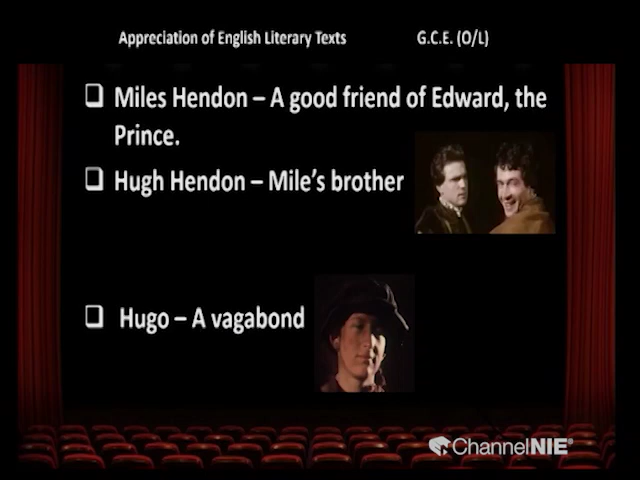 Appreciation of English Literary Texts G.C.E. (O/L)
Miles Hendon – A good friend of Edward, the
Prince.
Hugh Hendon – Mile's brother
Hugo – A vagabond
ChannelNIE®